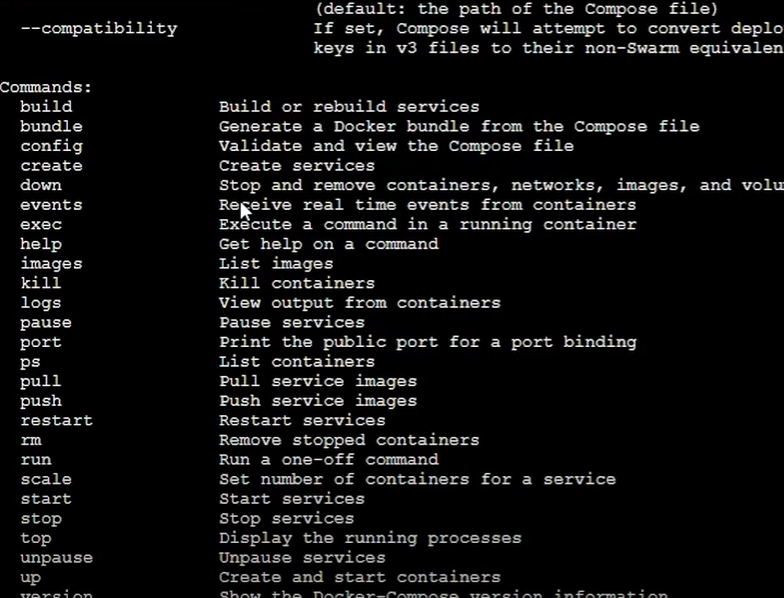 (default: the path of the Compose file)
--compatibility If set, Compose will attempt to convert deplo
keys in v3 files to their non-Swarm equivalen
Commands:
build Build or rebuild services
bundle Generate a Docker bundle from the Compose file
config Validate and view the Compose file
create Create services
down Stop and remove containers, networks, images, and volu
events Receive real time events from containers
exec Execute a command in a running container
help Get help on a command
images List images
kill Kill containers
logs View output from containers
pause Pause services
port Print the public port for a port binding
ps List containers
pull Pull service images
push Push service images
restart Restart services
rm Remove stopped containers
run Run a one-off command
scale Set number of containers for a service
start Start services
stop Stop services
top Display the running processes
unpause Unpause services
up Create and start containers
version Show the Docker-Compose version information